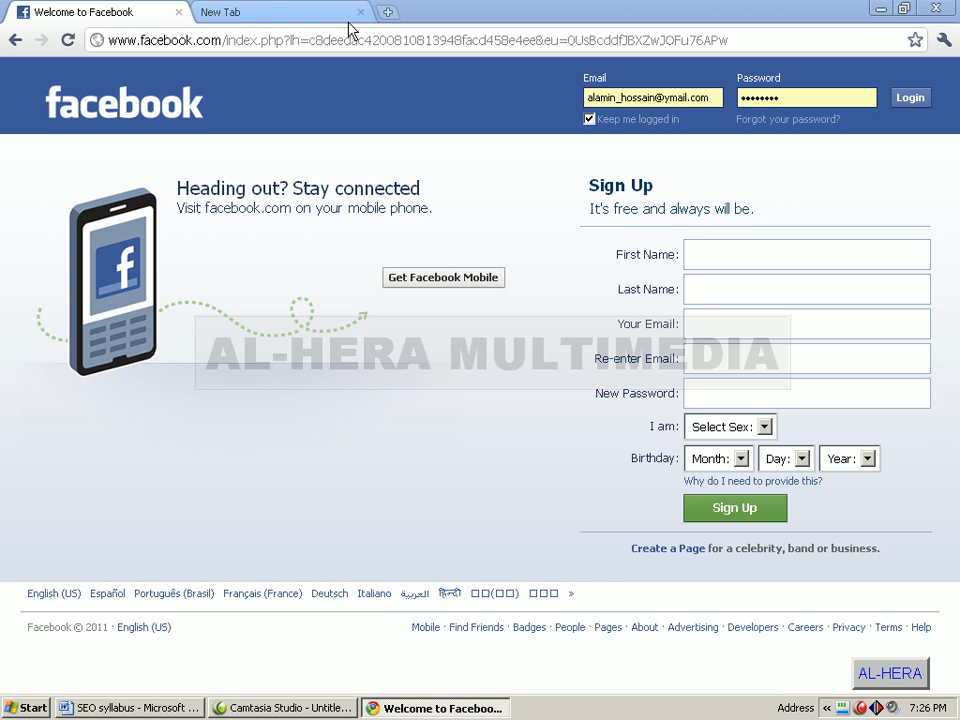 Welcome to Facebook
New Tab
www.facebook.com/index.php?lh=c8deedac4200810813948facd458e4ee&eu=0UsBcddfJBXZwJOFu76APw
facebook
Email
Password
alamin_hossain@ymail.com
Login
Keep me logged in
Forgot your password?
Heading out? Stay connected
Visit facebook.com on your mobile phone.
Get Facebook Mobile
Sign Up
It's free and always will be.
First Name:
Last Name:
Your Email:
Re-enter Email:
New Password:
I am:
Select Sex:
Birthday:
Month:
Day:
Year:
Why do I need to provide this?
Sign Up
Create a Page for a celebrity, band or business.
AL-HERA MULTIMEDIA
English (US) Español Português (Brasil) Français (France) Deutsch Italiano العربية हिन्दी »
Facebook © 2011 · English (US)
Mobile · Find Friends · Badges · People · Pages · About · Advertising · Developers · Careers · Privacy · Terms · Help
AL-HERA
Start
SEO syllabus - Microsoft ...
Camtasia Studio - Untitle...
Welcome to Faceboo...
Address «
7:26 PM